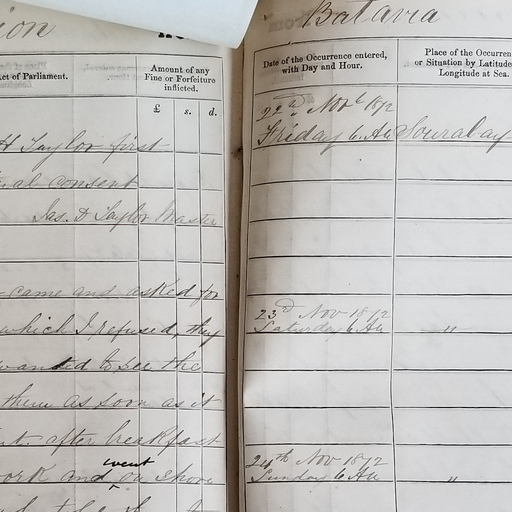 ion
ct of Parliament.
Amount of any
Fine or Forfeiture
inflicted.
£ s. d.
H Taylor first
al consent
Jas. D Taylor Master
came and asked for
which I refused, they
wanted to see the
them as soon as it
after breakfast
went
ork and on shore
Batavia
Date of the Occurrence entered,
with Day and Hour.
Place of the Occurren
or Situation by Latitude
Longitude at Sea.
22nd Novr 1872
Friday 6. AM Sourabay
23d Nov 1872
Saturday 6 AM "
24th Nov 1872
Sunday 6 AM "